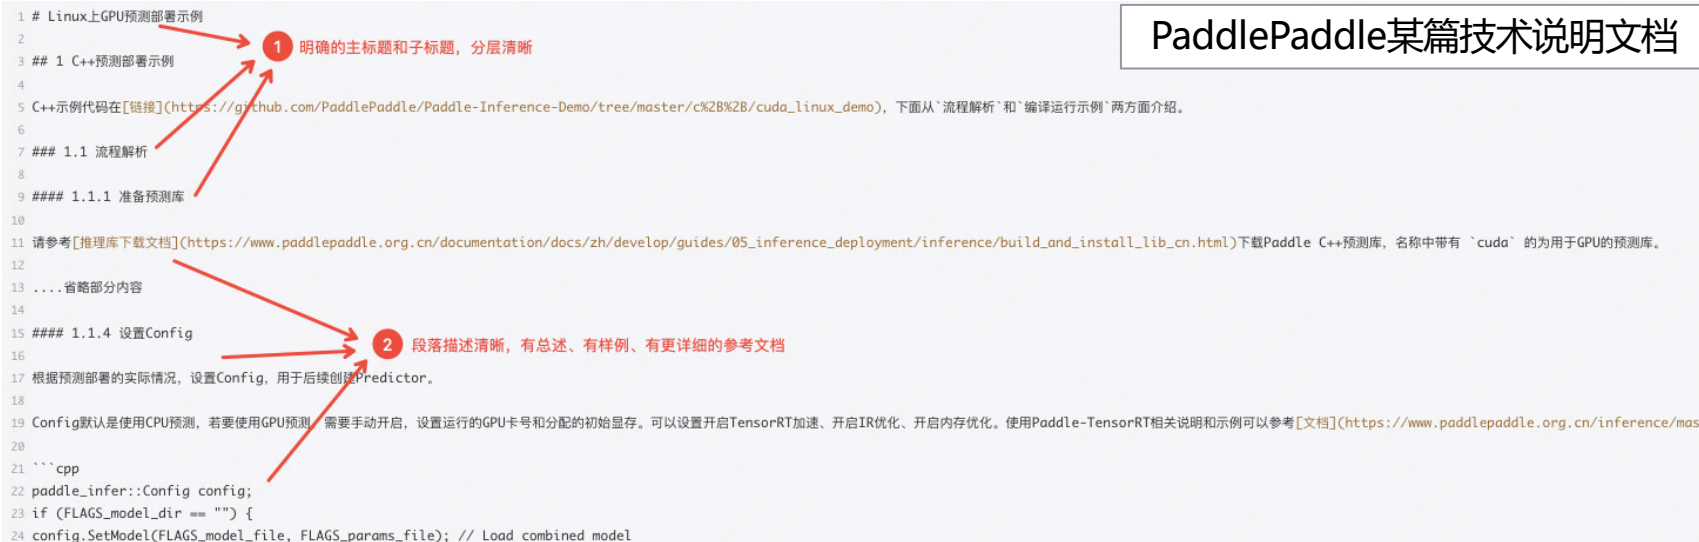 PaddlePaddle某篇技术说明文档
1 # Linux上GPU预测部署示例
2
1 明确的主标题和子标题，分层清晰
3 ## 1 C++预测部署示例
4
5 C++示例代码在[链接](https://github.com/PaddlePaddle/Paddle-Inference-Demo/tree/master/c%2B%2B/cuda_linux_demo)，下面从`流程解析`和`编译运行示例`两方面介绍。
6
7 ### 1.1 流程解析
8
9 #### 1.1.1 准备预测库
10
11 请参考[推理库下载文档](https://www.paddlepaddle.org.cn/documentation/docs/zh/develop/guides/05_inference_deployment/inference/build_and_install_lib_cn.html)下载Paddle C++预测库，名称中带有 `cuda` 的为用于GPU的预测库。
12
13 ....省略部分内容
14
15 #### 1.1.4 设置Config
2 段落描述清晰，有总述、有样例、有更详细的参考文档
16
17 根据预测部署的实际情况，设置Config，用于后续创建Predictor。
18
19 Config默认是使用CPU预测，若要使用GPU预测，需要手动开启，设置运行的GPU卡号和分配的初始显存。可以设置开启TensorRT加速、开启IR优化、开启内存优化。使用Paddle-TensorRT相关说明和示例可以参考[文档](https://www.paddlepaddle.org.cn/inference/mas
20
21 ```cpp
22 paddle_infer::Config config;
23 if (FLAGS_model_dir == "") {
24 config.SetModel(FLAGS_model_file, FLAGS_params_file); // Load combined model